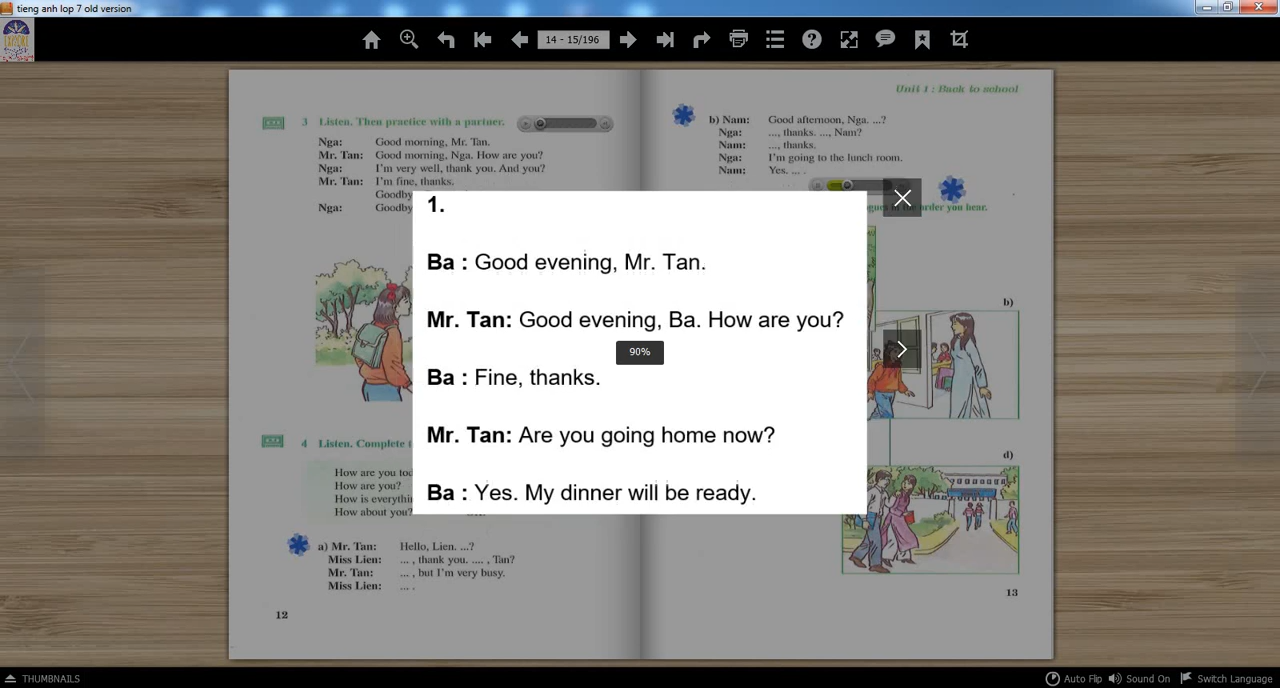 tieng anh lop 7 old version
14 - 15/196
3 Listen. Then practice with a partner.
Nga: Good morning, Mr. Tan.
Mr. Tan: Good morning, Nga. How are you?
Nga: I'm very well, thank you. And you?
Mr. Tan: I'm fine, thanks.
Goodby
Nga: Goodby
4 Listen. Complete t
How are you tod
How are you?
How is everythin
How about you?
a) Mr. Tan: Hello, Lien. ...?
Miss Lien: ... , thank you. .... , Tan?
Mr. Tan: ... , but I'm very busy.
Miss Lien: ... .
12
Unit 1 : Back to school
b) Nam: Good afternoon, Nga. ...?
Nga: ..., thanks. ..., Nam?
Nam: ..., thanks.
Nga: I'm going to the lunch room.
Nam: Yes. ... .
order you hear.
b)
d)
13
1.
Ba : Good evening, Mr. Tan.
Mr. Tan: Good evening, Ba. How are you?
90%
Ba : Fine, thanks.
Mr. Tan: Are you going home now?
Ba : Yes. My dinner will be ready.
THUMBNAILS
Auto Flip
Sound On
Switch Language